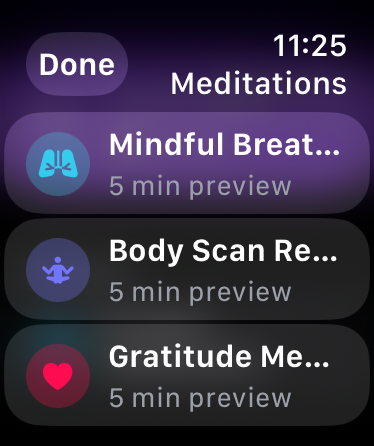 Done
11:25
Meditations
Mindful Breat...
5 min preview
Body Scan Re...
5 min preview
Gratitude Me...
5 min preview